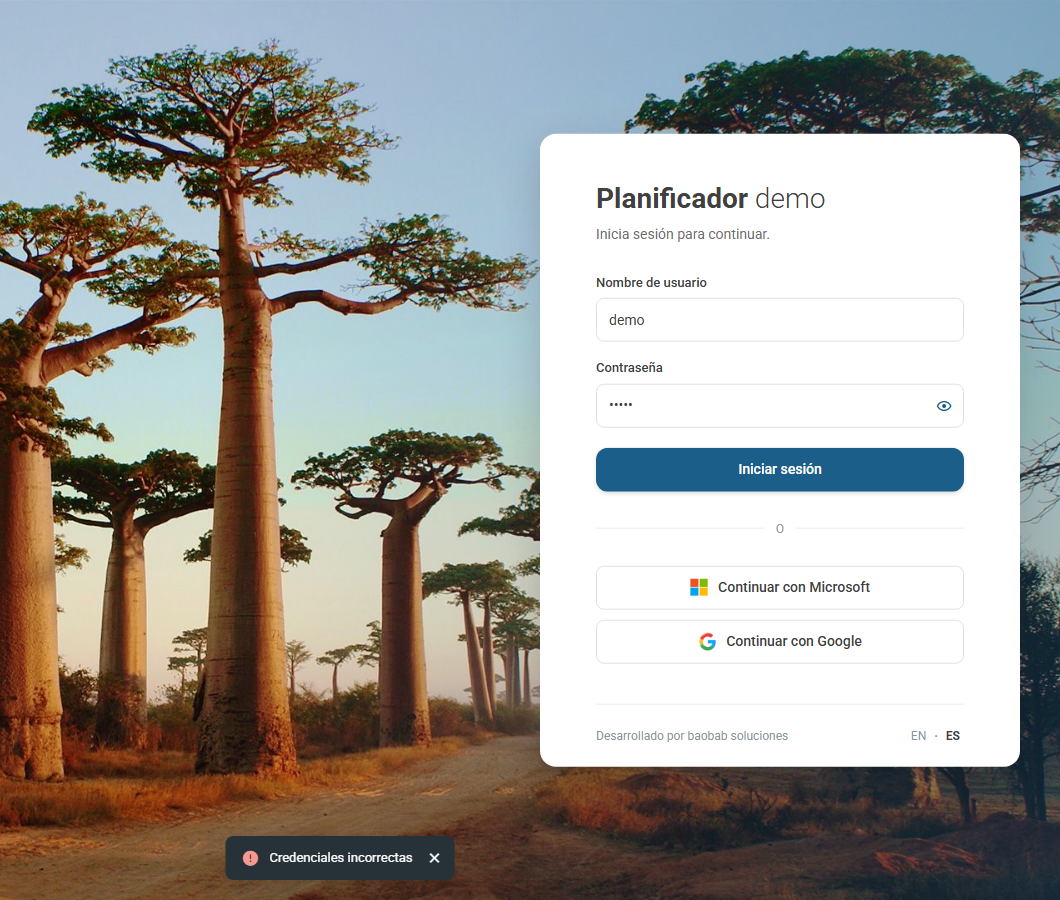 Planificador demo
Inicia sesión para continuar.
Nombre de usuario
demo
Contraseña
•••••
Iniciar sesión
O
Continuar con Microsoft
Continuar con Google
Desarrollado por baobab soluciones
EN · ES
Credenciales incorrectas